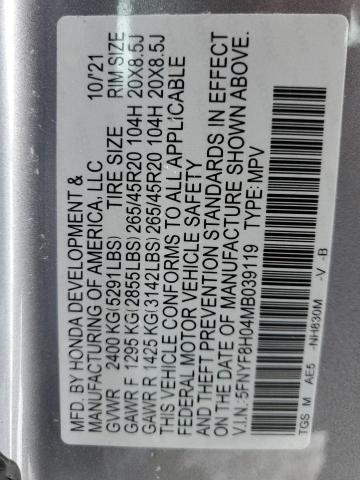 MFD. BY HONDA DEVELOPMENT &
MANUFACTURING OF AMERICA, LLC 10/'21
GVWR 2400 KG(5291LBS) TIRE SIZE RIM SIZE
GAWR F 1295 KG(2855LBS) 265/45R20 104H 20X8.5J
GAWR R 1425 KG(3142LBS) 265/45R20 104H 20X8.5J
THIS VEHICLE CONFORMS TO ALL APPLICABLE
FEDERAL MOTOR VEHICLE SAFETY
AND THEFT PREVENTION STANDARDS IN EFFECT
ON THE DATE OF MANUFACTURE SHOWN ABOVE.
V.I.N.:5FNYF8H04MB039119 TYPE: MPV
TGS M AE5 -NH830M -V -B